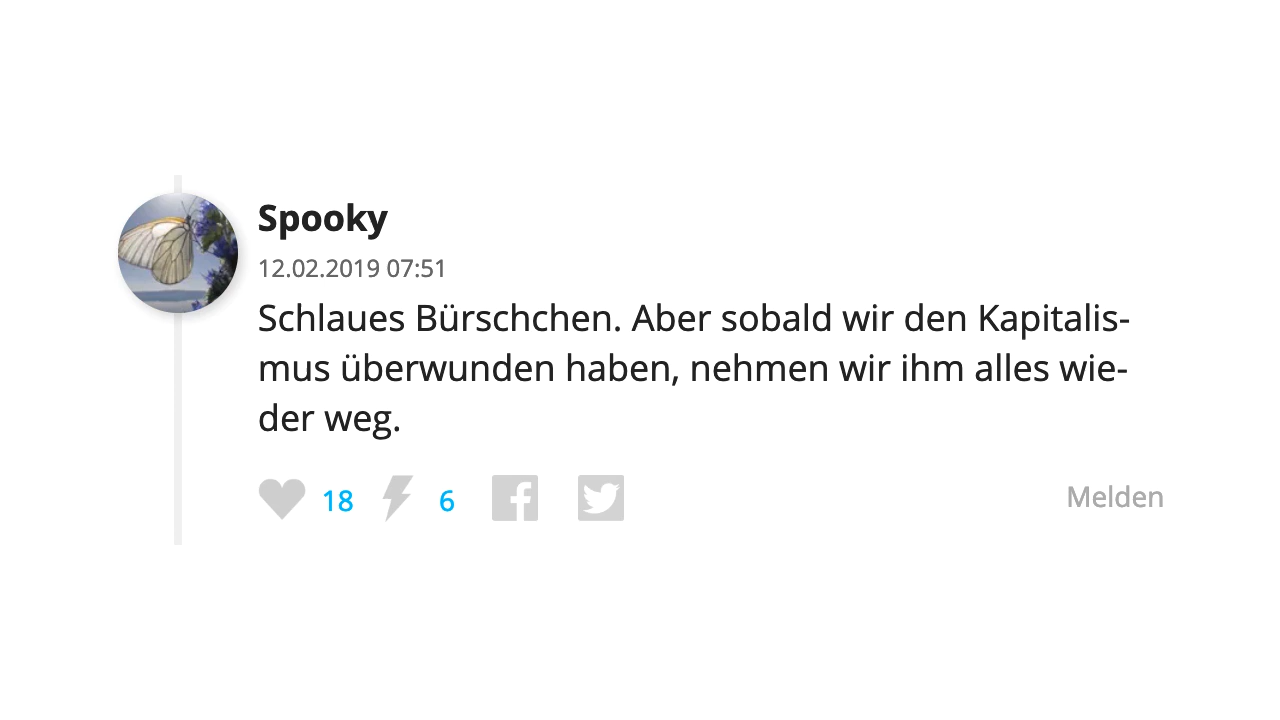 Spooky
12.02.2019 07:51
Schlaues Bürschchen. Aber sobald wir den Kapitalis-
mus überwunden haben, nehmen wir ihm alles wie-
der weg.
18 6 Melden